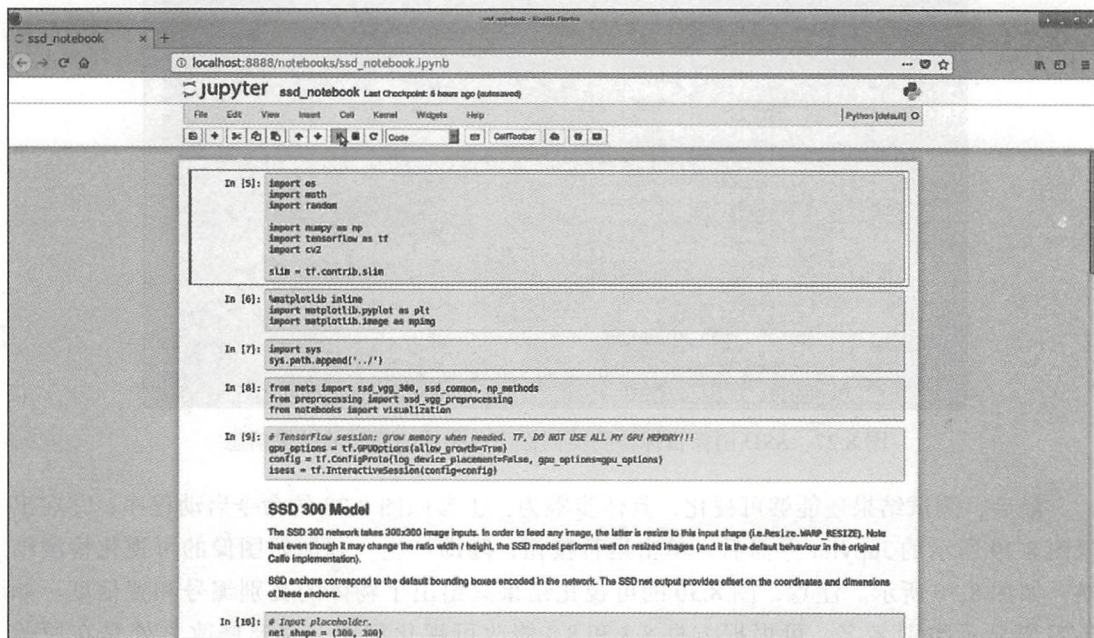 ssd_notebook - Mozilla Firefox
ssd_notebook × +
localhost:8888/notebooks/ssd_notebook.ipynb
jupyter ssd_notebook Last Checkpoint: 6 hours ago (autosaved)
File Edit View Insert Cell Kernel Widgets Help Python [default] O
Code CellToolbar
In [5]: import os
import math
import random
import numpy as np
import tensorflow as tf
import cv2
slim = tf.contrib.slim
In [6]: %matplotlib inline
import matplotlib.pyplot as plt
import matplotlib.image as mpimg
In [7]: import sys
sys.path.append('../')
In [8]: from nets import ssd_vgg_300, ssd_common, np_methods
from preprocessing import ssd_vgg_preprocessing
from notebooks import visualization
In [9]: # TensorFlow session: grow memory when needed. TF, DO NOT USE ALL MY GPU MEMORY!!!
gpu_options = tf.GPUOptions(allow_growth=True)
config = tf.ConfigProto(log_device_placement=False, gpu_options=gpu_options)
isess = tf.InteractiveSession(config=config)
SSD 300 Model
The SSD 300 network takes 300x300 image inputs. In order to feed any image, the latter is resize to this input shape (i.e.Resize.WARP_RESIZE). Note
that even though it may change the ratio width / height, the SSD model performs well on resized images (and it is the default behaviour in the original
Caffe implementation).
SSD anchors correspond to the default bounding boxes encoded in the network. The SSD net output provides offset on the coordinates and dimensions
of these anchors.
In [10]: # Input placeholder.
net_shape = (300, 300)